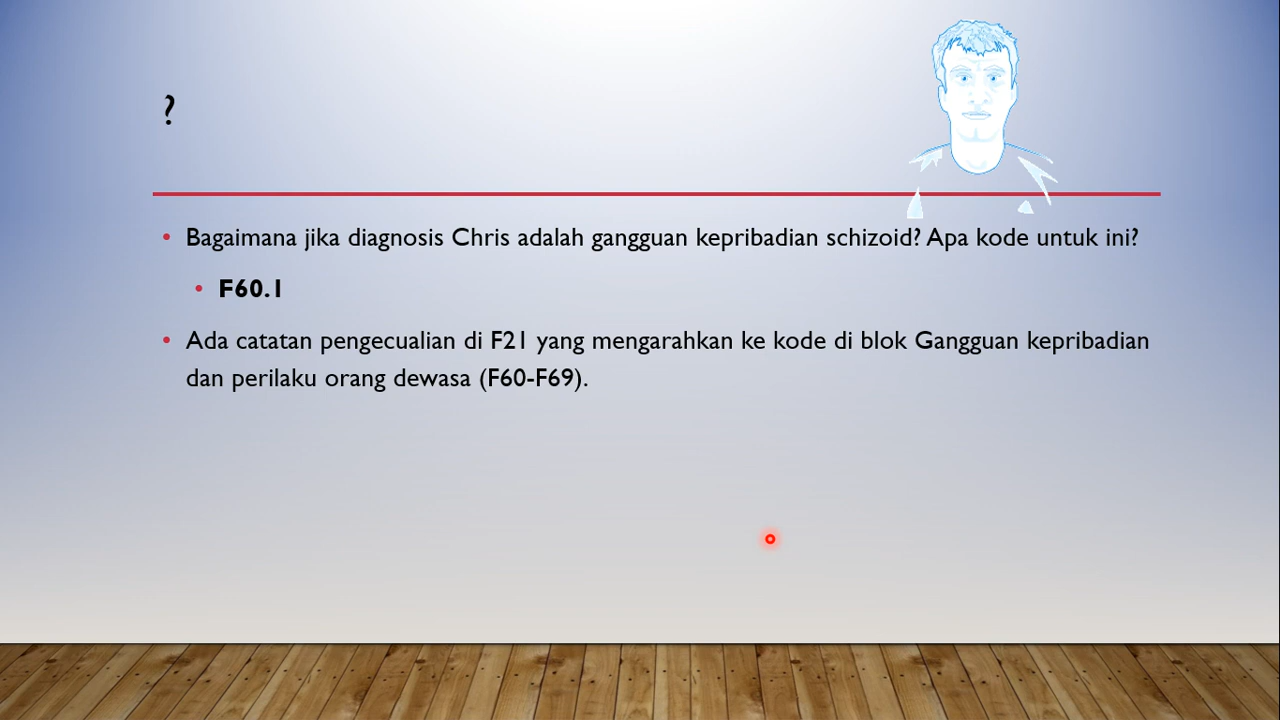 ?
Bagaimana jika diagnosis Chris adalah gangguan kepribadian schizoid? Apa kode untuk ini?
F60.1
Ada catatan pengecualian di F21 yang mengarahkan ke kode di blok Gangguan kepribadian
dan perilaku orang dewasa (F60-F69).